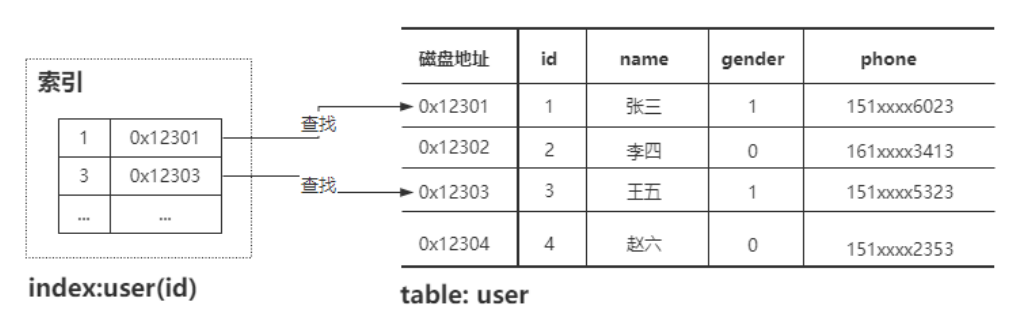 索引
1 0x12301
3 0x12303
... ...
index:user(id)
查找
查找
磁盘地址 id name gender phone
0x12301 1 张三 1 151xxxx6023
0x12302 2 李四 0 161xxxx3413
0x12303 3 王五 1 151xxxx5323
0x12304 4 赵六 0 151xxxx2353
table: user